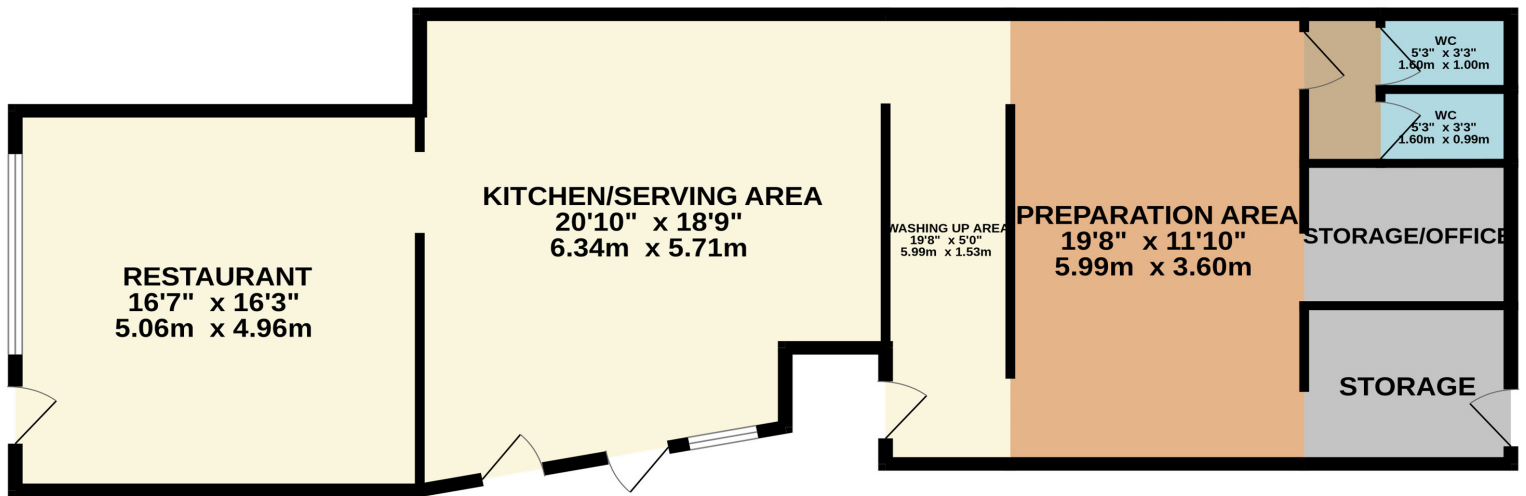 RESTAURANT
16'7" x 16'3"
5.06m x 4.96m
KITCHEN/SERVING AREA
20'10" x 18'9"
6.34m x 5.71m
WASHING UP AREA
19'8" x 5'0"
5.99m x 1.53m
PREPARATION AREA
19'8" x 11'10"
5.99m x 3.60m
WC
5'3" x 3'3"
1.60m x 1.00m
WC
5'3" x 3'3"
1.60m x 0.99m
STORAGE/OFFICE
STORAGE